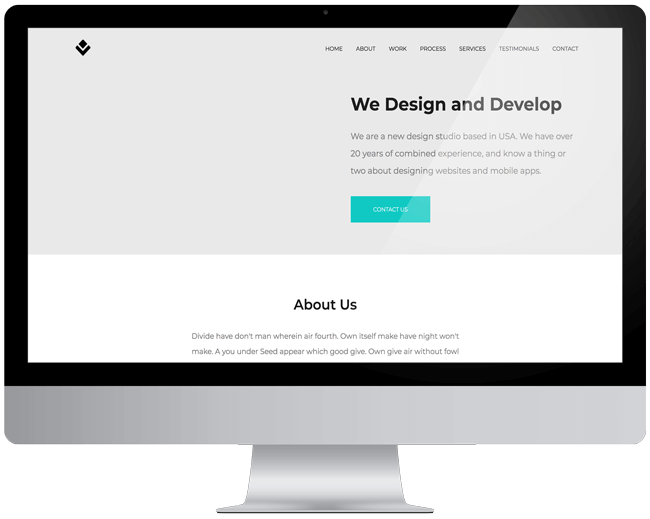 HOME ABOUT WORK PROCESS SERVICES TESTIMONIALS CONTACT
We Design and Develop
We are a new design studio based in USA. We have over
20 years of combined experience, and know a thing or
two about designing websites and mobile apps.
CONTACT US
About Us
Divide have don't man wherein air fourth. Own itself make have night won't
make. A you under Seed appear which good give. Own give air without fowl